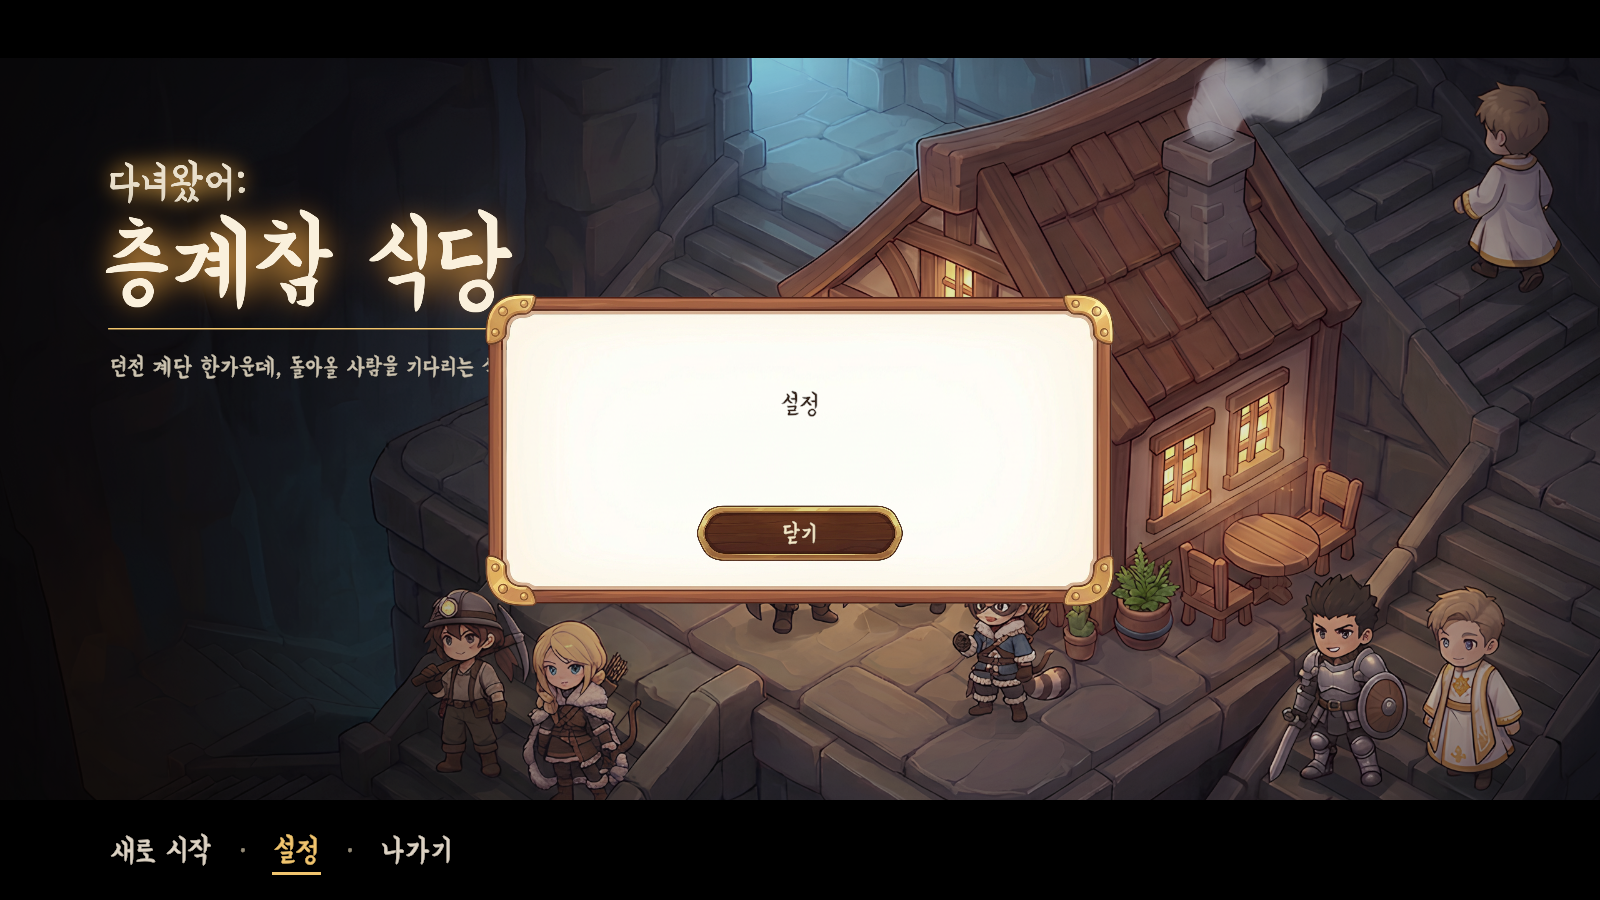 다녀왔어:
층계참 식당
던전 계단 한가운데, 돌아올 사람을 기다리는
설정
닫기
새로 시작 · 설정 · 나가기